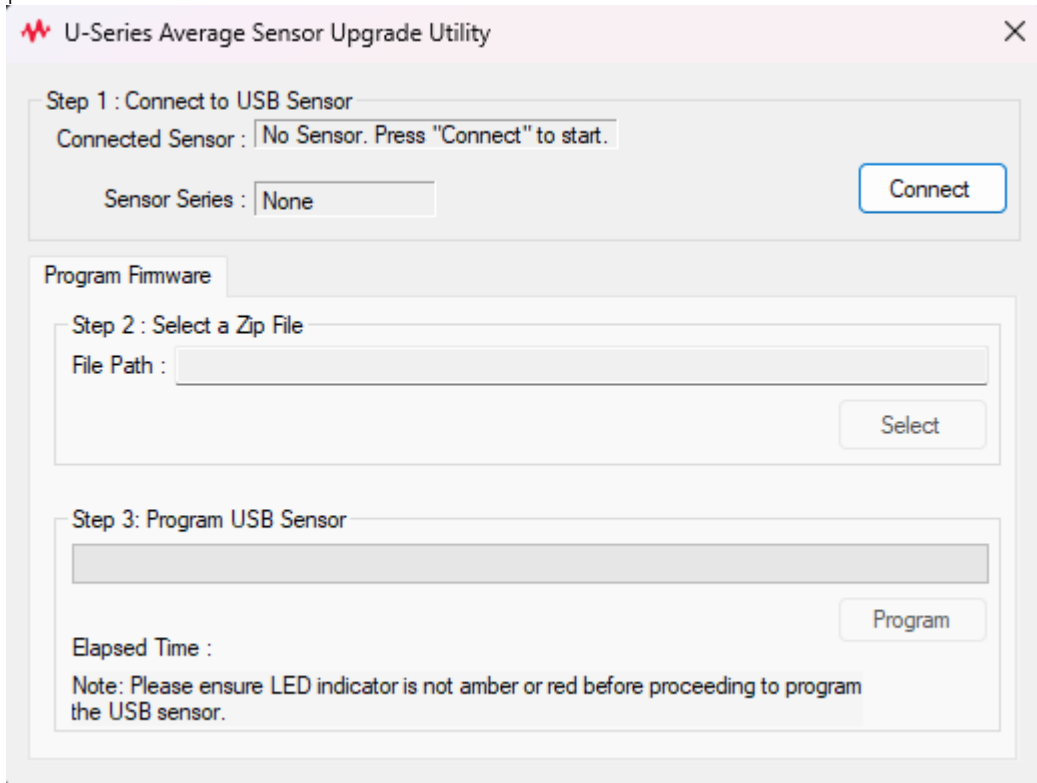 U-Series Average Sensor Upgrade Utility
Step 1 : Connect to USB Sensor
Connected Sensor : No Sensor. Press "Connect" to start.
Sensor Series : None
Connect
Program Firmware
Step 2 : Select a Zip File
File Path :
Select
Step 3: Program USB Sensor
Program
Elapsed Time :
Note: Please ensure LED indicator is not amber or red before proceeding to program
the USB sensor.